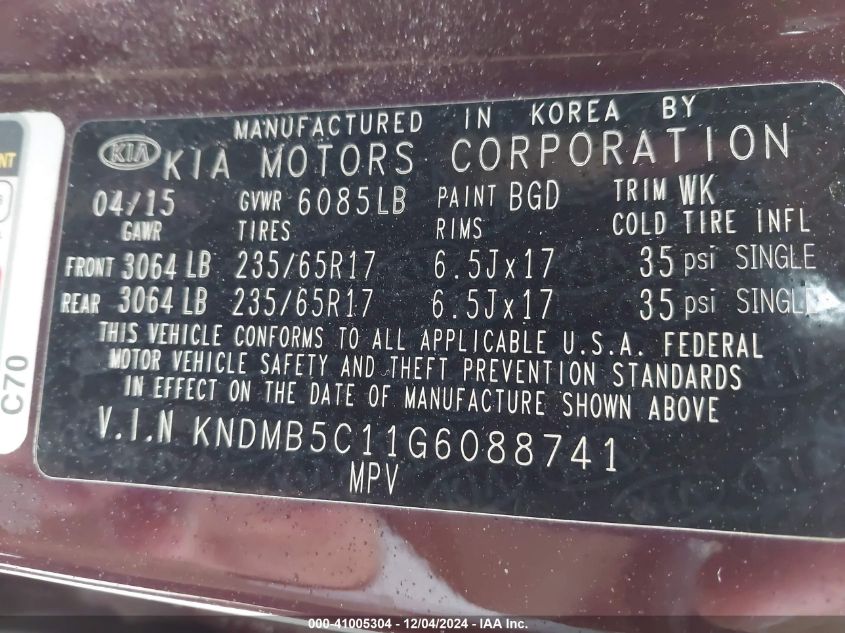 MANUFACTURED IN KOREA BY
KIA KIA MOTORS CORPORATION
04/15 GVWR 6085LB PAINT BGD TRIM WK
GAWR TIRES RIMS COLD TIRE INFL
FRONT 3064 LB 235/65R17 6.5Jx17 35 psi SINGLE
REAR 3064 LB 235/65R17 6.5Jx17 35 psi SINGLE
THIS VEHICLE CONFORMS TO ALL APPLICABLE U.S.A. FEDERAL
MOTOR VEHICLE SAFETY AND THEFT PREVENTION STANDARDS
IN EFFECT ON THE DATE OF MANUFACTURE SHOWN ABOVE
V.I.N KNDMB5C11G6088741
MPV
C70
000-41005304 - 12/04/2024 - IAA Inc.